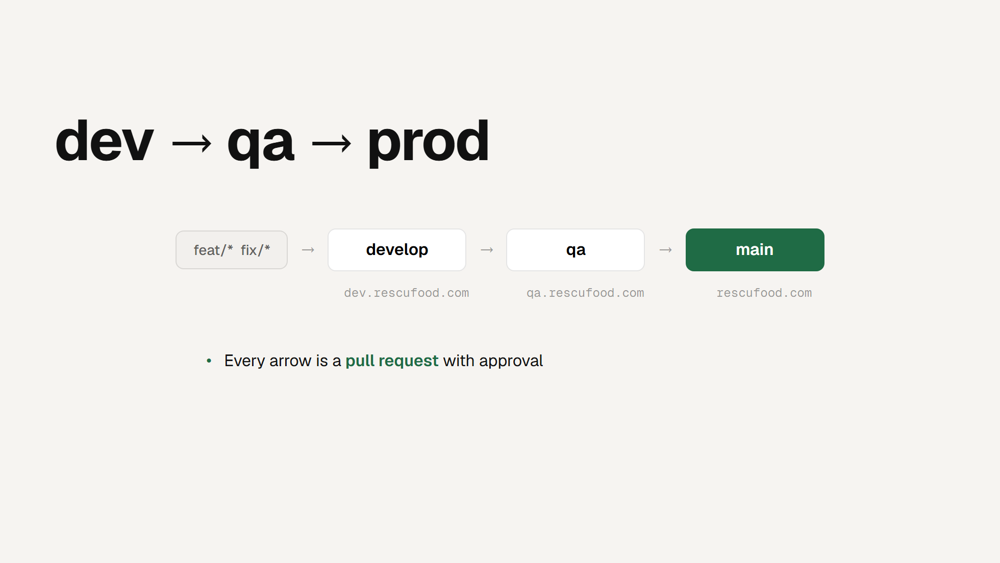 dev → qa → prod
feat/* fix/* → develop → qa → main
dev.rescufood.com qa.rescufood.com rescufood.com
• Every arrow is a pull request with approval